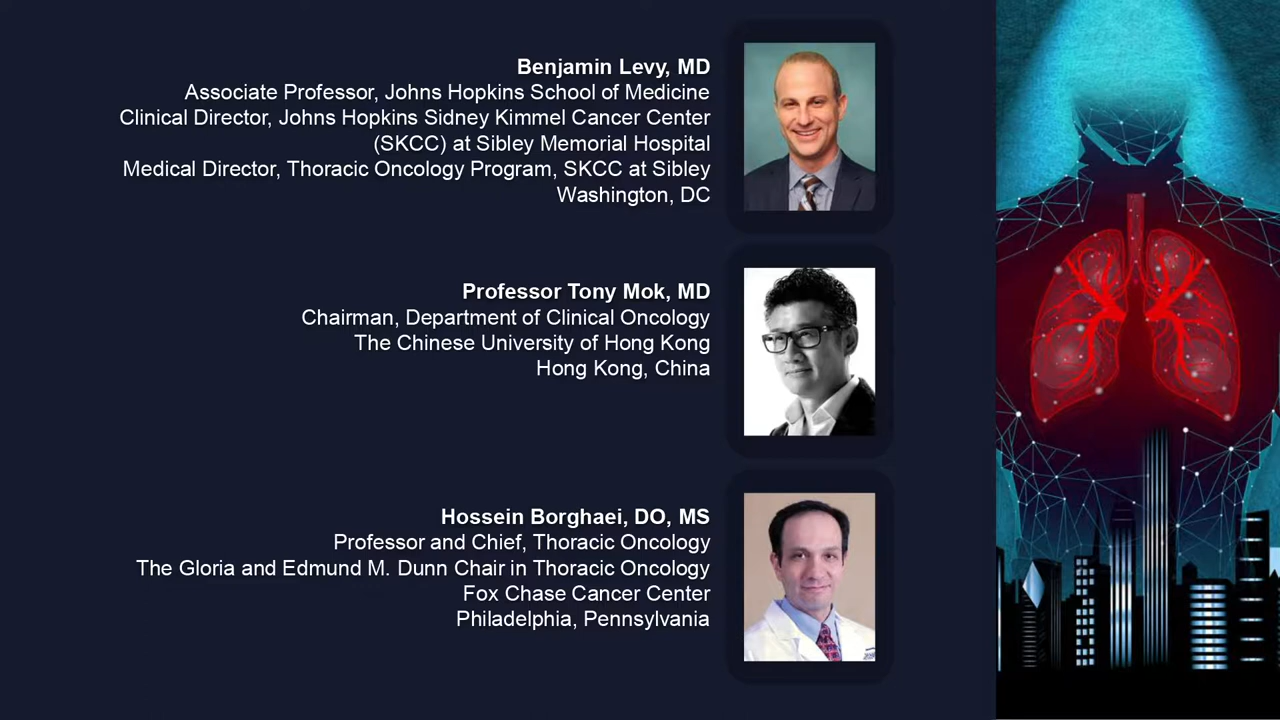 Benjamin Levy, MD
Associate Professor, Johns Hopkins School of Medicine
Clinical Director, Johns Hopkins Sidney Kimmel Cancer Center
(SKCC) at Sibley Memorial Hospital
Medical Director, Thoracic Oncology Program, SKCC at Sibley
Washington, DC
Professor Tony Mok, MD
Chairman, Department of Clinical Oncology
The Chinese University of Hong Kong
Hong Kong, China
Hossein Borghaei, DO, MS
Professor and Chief, Thoracic Oncology
The Gloria and Edmund M. Dunn Chair in Thoracic Oncology
Fox Chase Cancer Center
Philadelphia, Pennsylvania